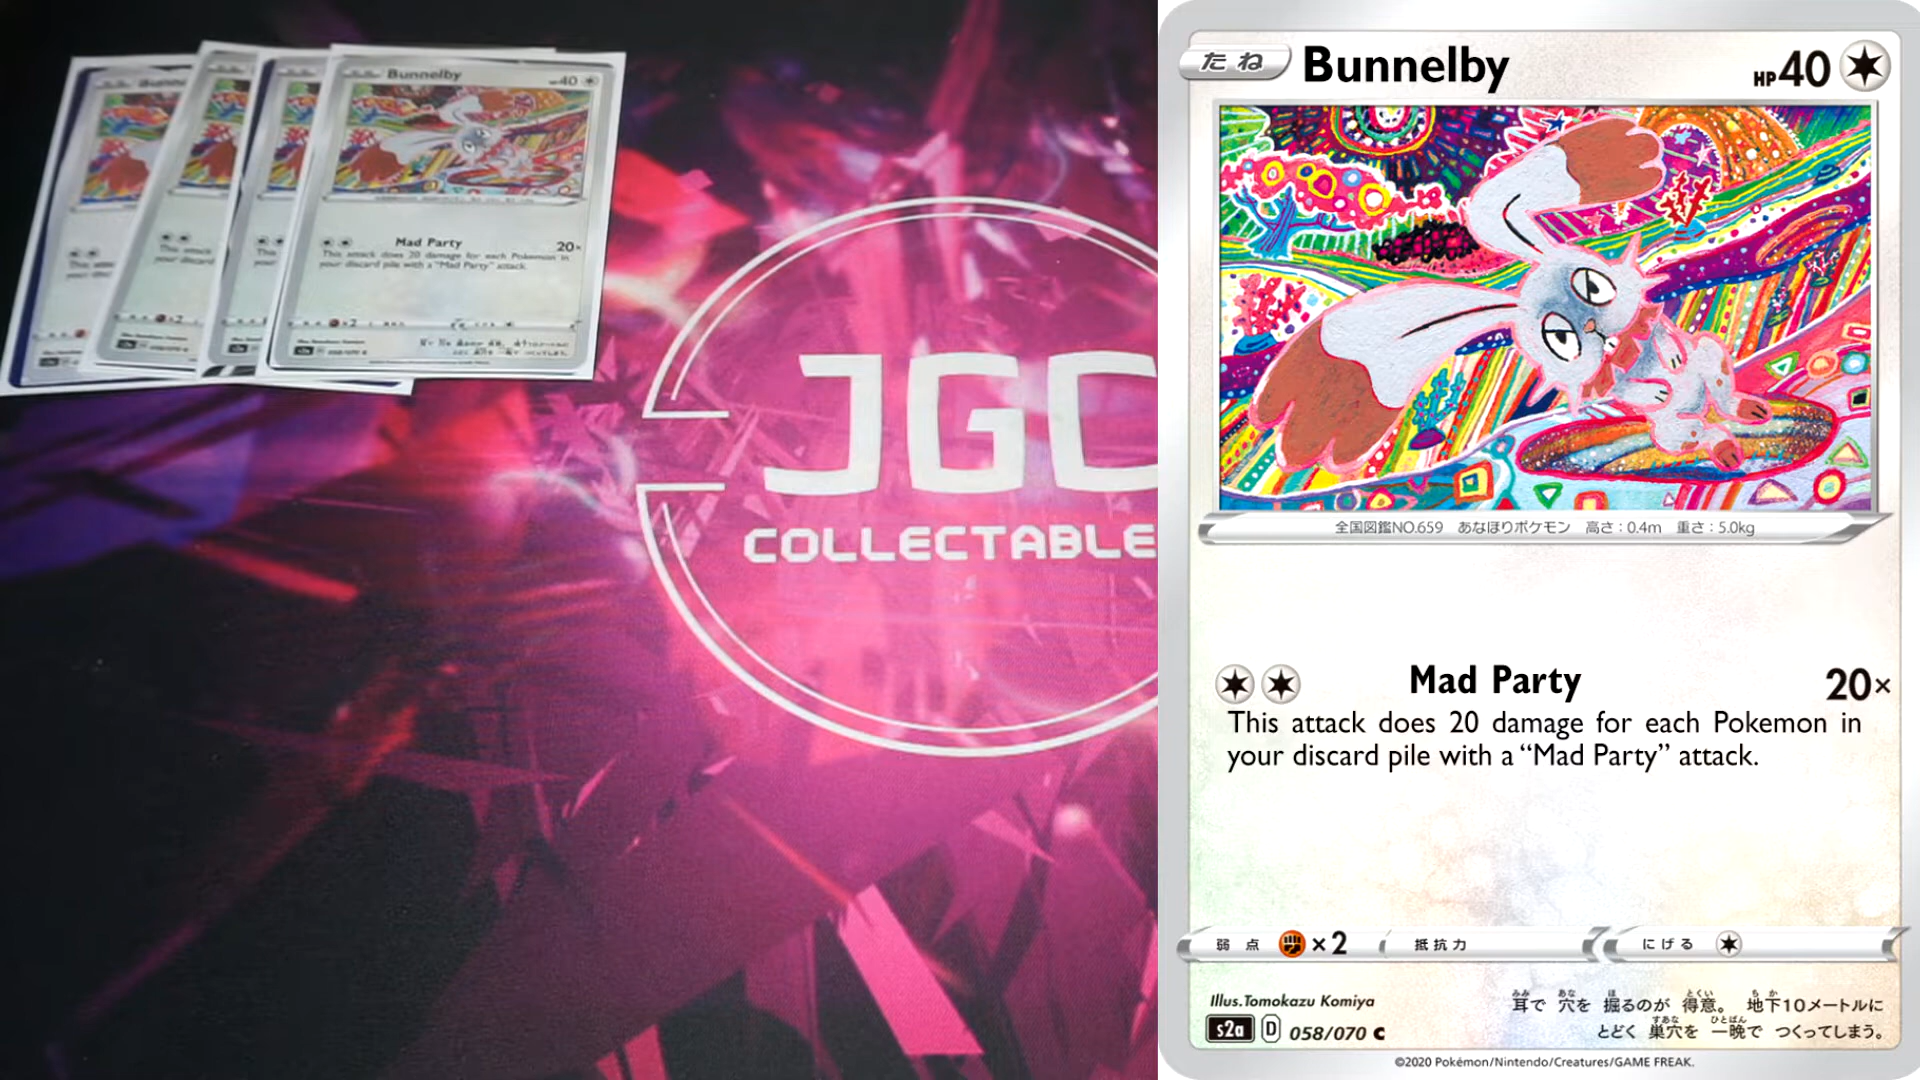 Bunnelby
HP40
Mad Party
20×
This attack does 20 damage for each Pokemon in
your discard pile with a "Mad Party" attack.
×2
JGC
COLLECTABLE
たね
Bunnelby
HP40
全国図鑑NO.659 あなほりポケモン 高さ:0.4m 重さ:5.0kg
Mad Party
20×
This attack does 20 damage for each Pokemon in
your discard pile with a “Mad Party” attack.
弱点 ×2 抵抗力 にげる
Illus.Tomokazu Komiya
s2a D 058/070 C
耳で 穴を 掘るのが 得意。 地下10メートルに
とどく 巣穴を 一晩で つくってしまう。
©2020 Pokémon/Nintendo/Creatures/GAME FREAK.